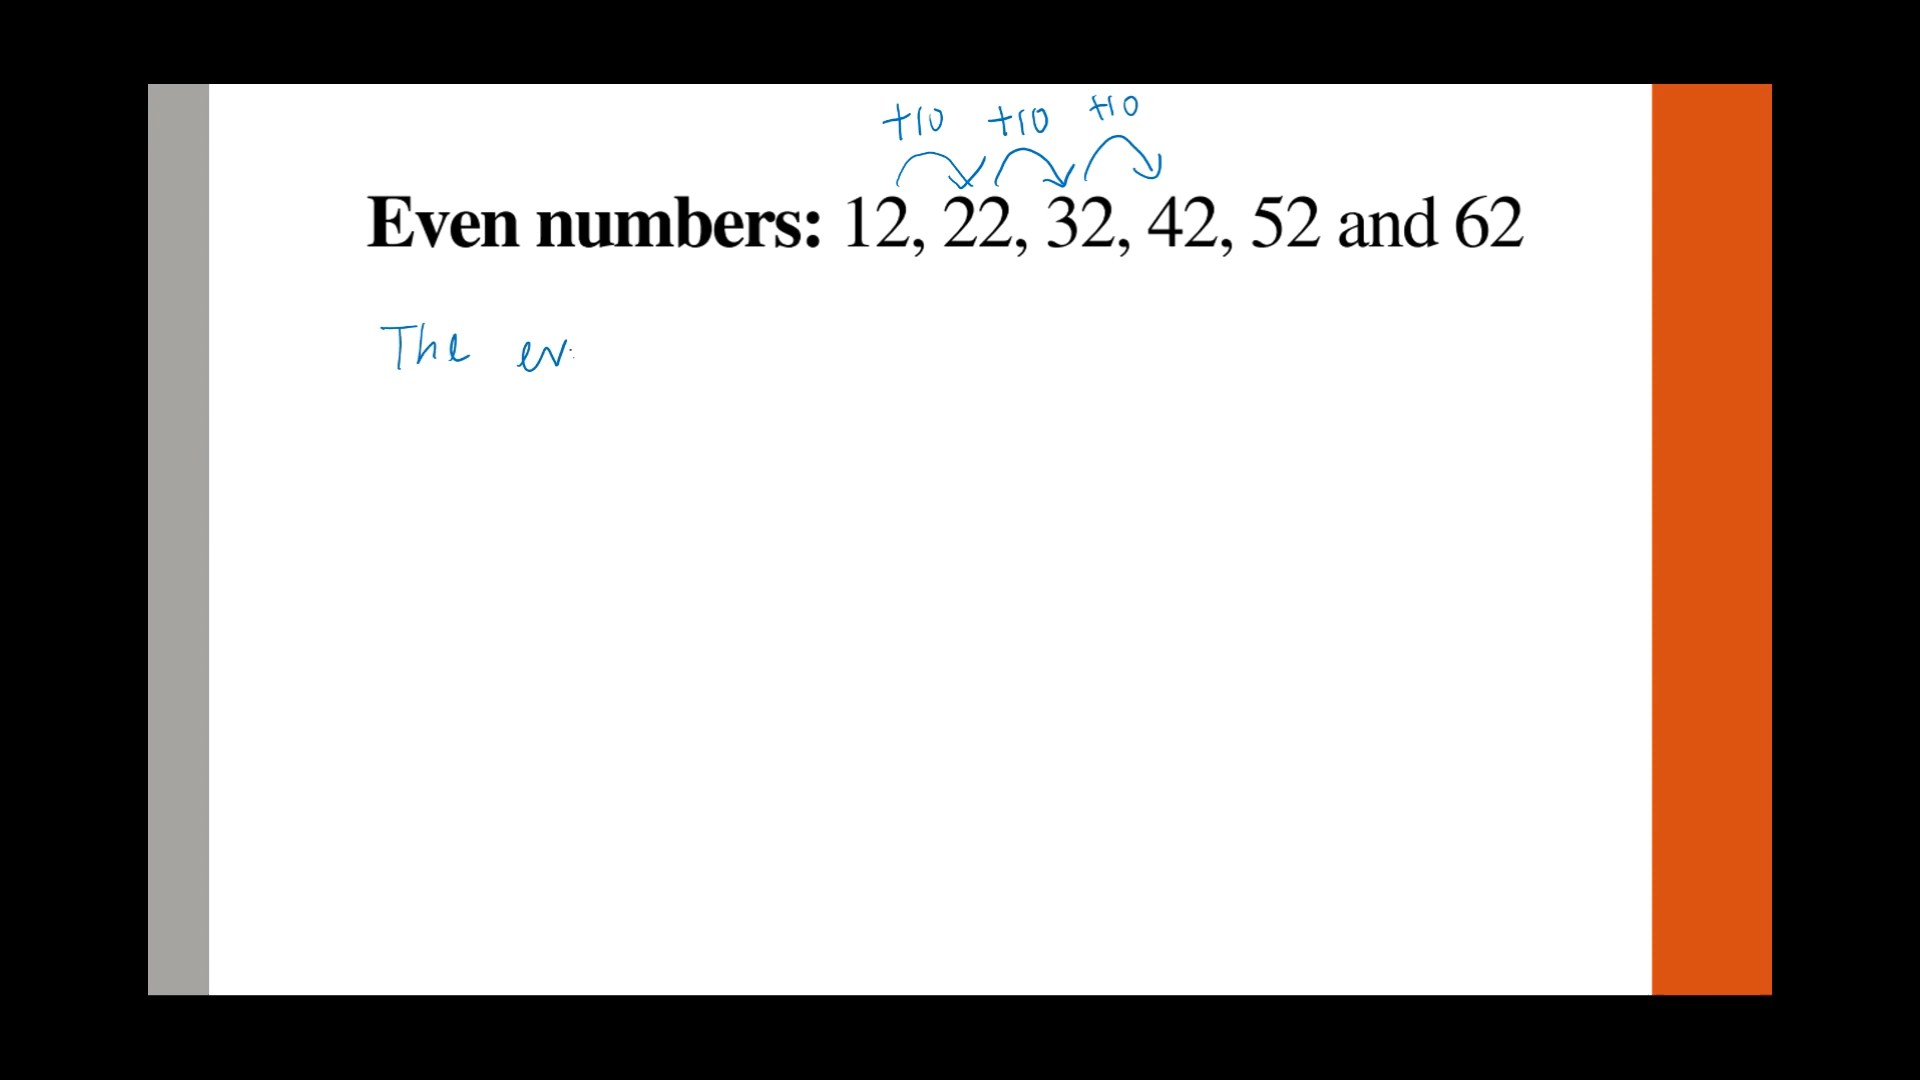 +10 +10 +10
Even numbers: 12, 22, 32, 42, 52 and 62
The ev